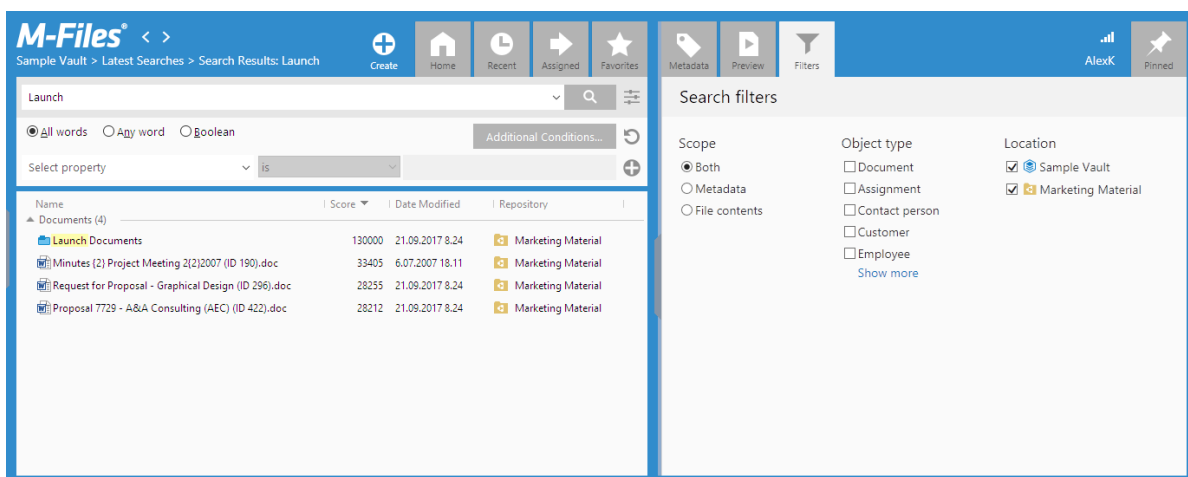 M-Files®
Sample Vault > Latest Searches > Search Results: Launch
Create
Home
Recent
Assigned
Favorites
Metadata
Preview
Filters
AlexK
Pinned
Launch
All words Any word Boolean
Additional Conditions...
Select property is
Name Score Date Modified Repository
Documents (4)
Launch Documents 130000 21.09.2017 8.24 Marketing Material
Minutes {2} Project Meeting 2{2}2007 (ID 190).doc 33405 6.07.2007 18.11 Marketing Material
Request for Proposal - Graphical Design (ID 296).doc 28255 21.09.2017 8.24 Marketing Material
Proposal 7729 - A&A Consulting (AEC) (ID 422).doc 28212 21.09.2017 8.24 Marketing Material
Search filters
Scope
Both
Metadata
File contents
Object type
Document
Assignment
Contact person
Customer
Employee
Show more
Location
Sample Vault
Marketing Material